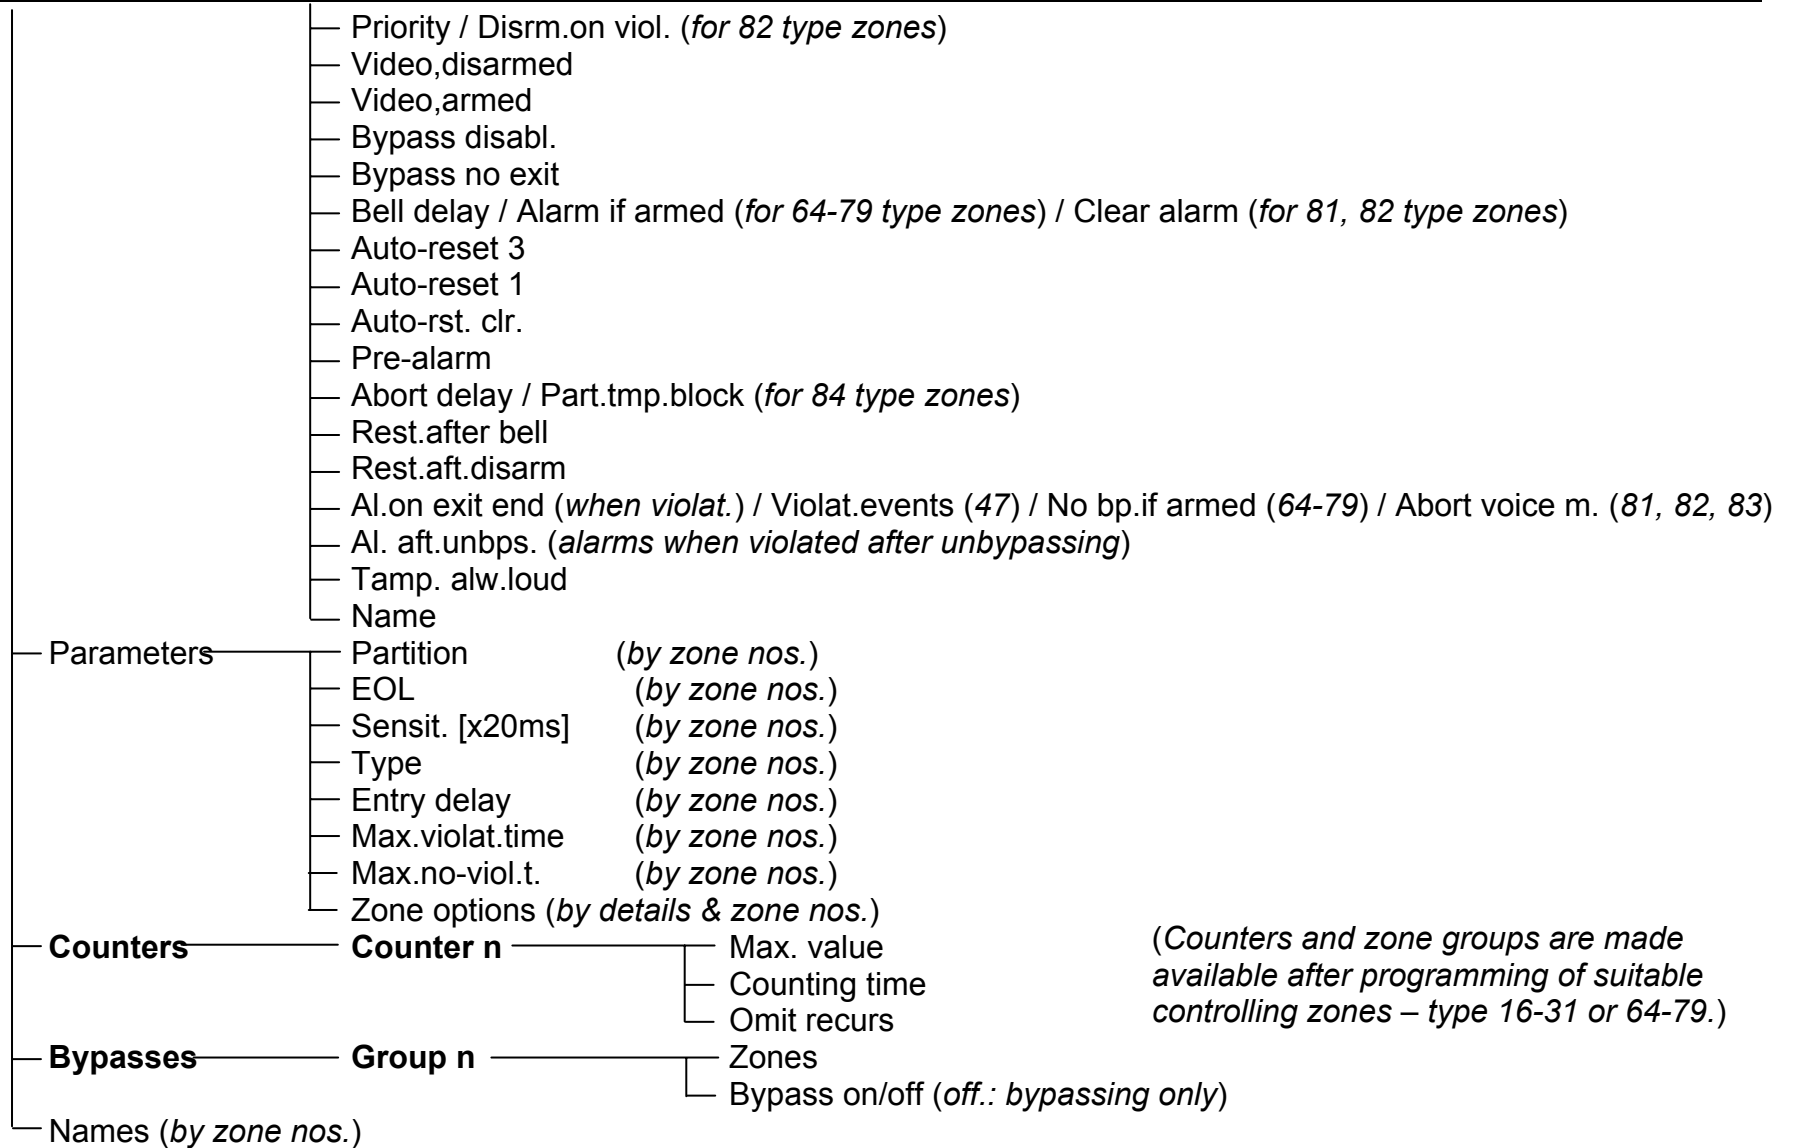 Priority / Disrm.on viol. (for 82 type zones)
Video,disarmed
Video,armed
Bypass disabl.
Bypass no exit
Bell delay / Alarm if armed (for 64-79 type zones) / Clear alarm (for 81, 82 type zones)
Auto-reset 3
Auto-reset 1
Auto-rst. clr.
Pre-alarm
Abort delay / Part.tmp.block (for 84 type zones)
Rest.after bell
Rest.aft.disarm
Al.on exit end (when violat.) / Violat.events (47) / No bp.if armed (64-79) / Abort voice m. (81, 82, 83)
Al. aft.unbps. (alarms when violated after unbypassing)
Tamp. alw.loud
Name
Parameters Partition (by zone nos.)
EOL (by zone nos.)
Sensit. [x20ms] (by zone nos.)
Type (by zone nos.)
Entry delay (by zone nos.)
Max.violat.time (by zone nos.)
Max.no-viol.t. (by zone nos.)
Zone options (by details & zone nos.)
Counters Counter n Max. value
Counting time
Omit recurs
(Counters and zone groups are made
available after programming of suitable
controlling zones – type 16-31 or 64-79.)
Bypasses Group n Zones
Bypass on/off (off.: bypassing only)
Names (by zone nos.)